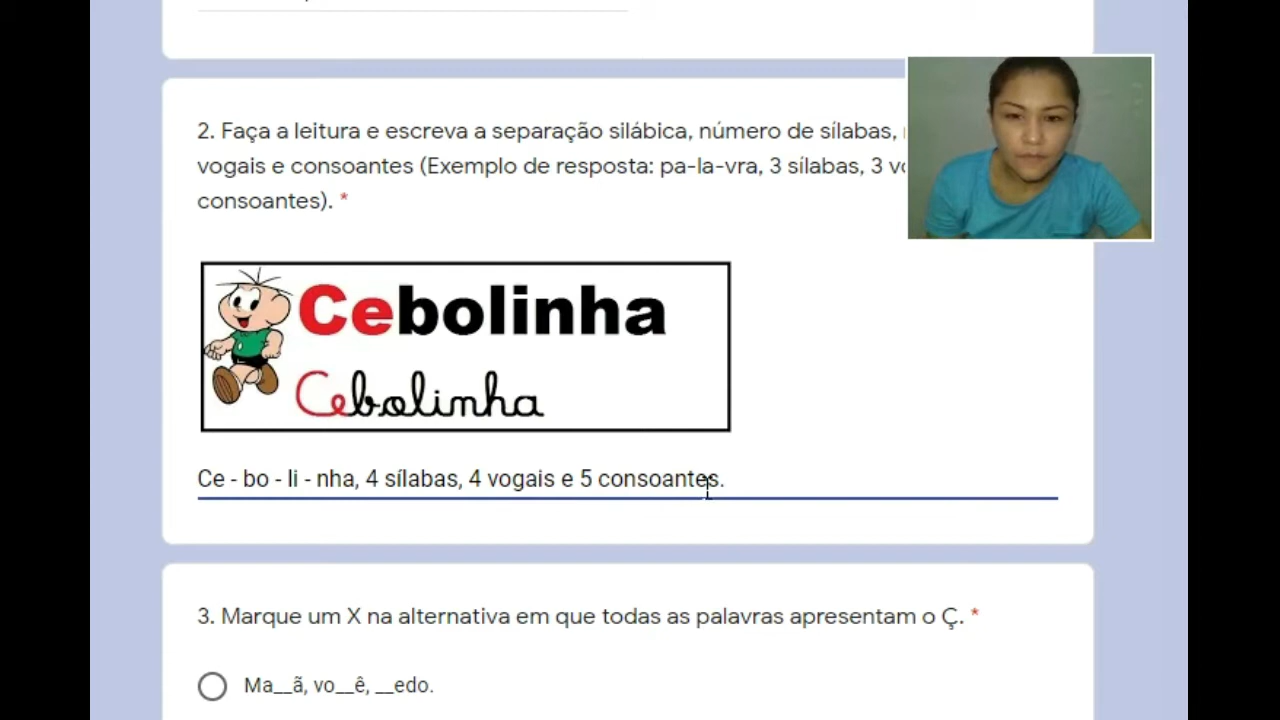 2. Faça a leitura e escreva a separação silábica, número de sílabas,
vogais e consoantes (Exemplo de resposta: pa-la-vra, 3 sílabas, 3
consoantes). *
Cebolinha
Cebolinha
Ce - bo - li - nha, 4 sílabas, 4 vogais e 5 consoantes.
3. Marque um X na alternativa em que todas as palavras apresentam o Ç. *
Ma__ã, vo__ê, __edo.